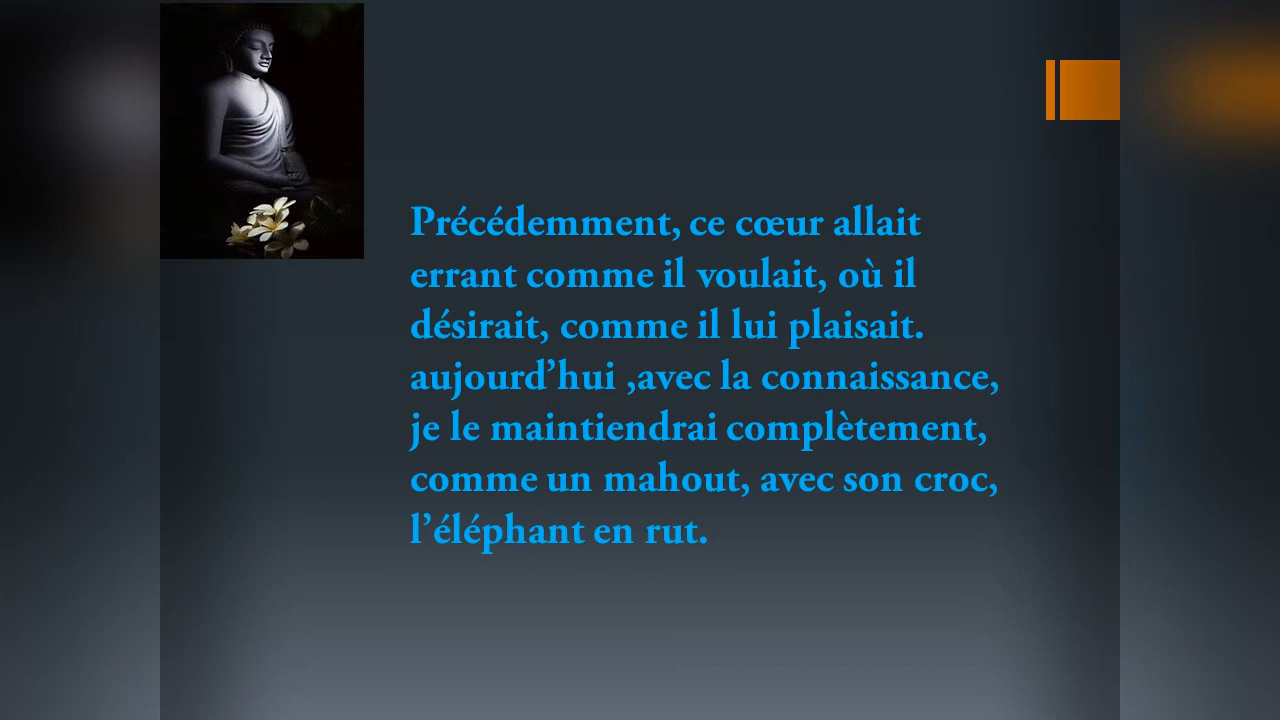 Précédemment, ce cœur allait
errant comme il voulait, où il
désirait, comme il lui plaisait.
aujourd’hui ,avec la connaissance,
je le maintiendrai complètement,
comme un mahout, avec son croc,
l’éléphant en rut.